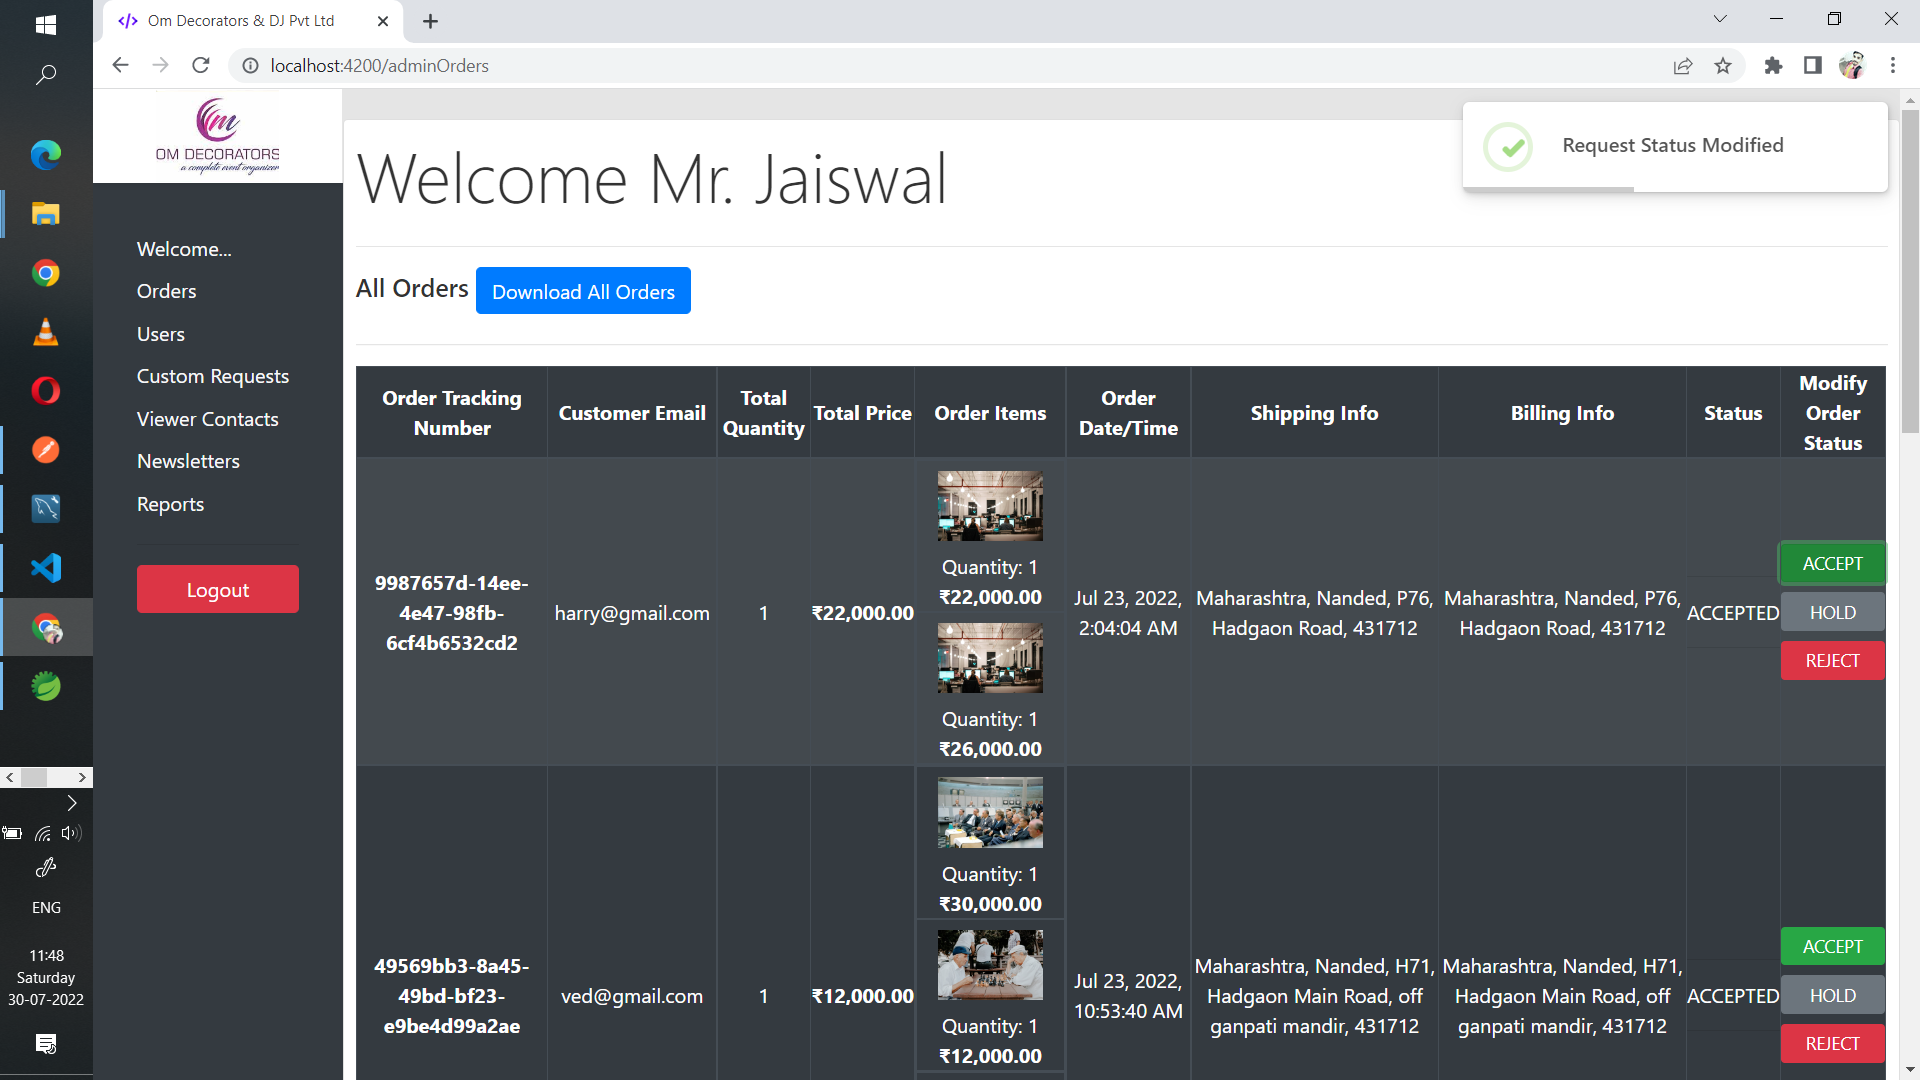 Om Decorators & DJ Pvt Ltd
localhost:4200/adminOrders
m
OM DECORATORS
a complete event organizer
Welcome...
Orders
Users
Custom Requests
Viewer Contacts
Newsletters
Reports
Logout
Request Status Modified
Welcome Mr. Jaiswal
All Orders
Download All Orders
Order Tracking Number
Customer Email
Total Quantity
Total Price
Order Items
Order Date/Time
Shipping Info
Billing Info
Status
Modify Order Status
9987657d-14ee-
4e47-98fb-
6cf4b6532cd2
harry@gmail.com
1
₹22,000.00
Quantity: 1
₹22,000.00
Quantity: 1
₹26,000.00
Jul 23, 2022,
2:04:04 AM
Maharashtra, Nanded, P76,
Hadgaon Road, 431712
Maharashtra, Nanded, P76,
Hadgaon Road, 431712
ACCEPTED
ACCEPT
HOLD
REJECT
49569bb3-8a45-
49bd-bf23-
e9be4d99a2ae
ved@gmail.com
1
₹12,000.00
Quantity: 1
₹30,000.00
Quantity: 1
₹12,000.00
Jul 23, 2022,
10:53:40 AM
Maharashtra, Nanded, H71,
Hadgaon Main Road, off
ganpati mandir, 431712
Maharashtra, Nanded, H71,
Hadgaon Main Road, off
ganpati mandir, 431712
ACCEPTED
ACCEPT
HOLD
REJECT
ENG
11:48
Saturday
30-07-2022